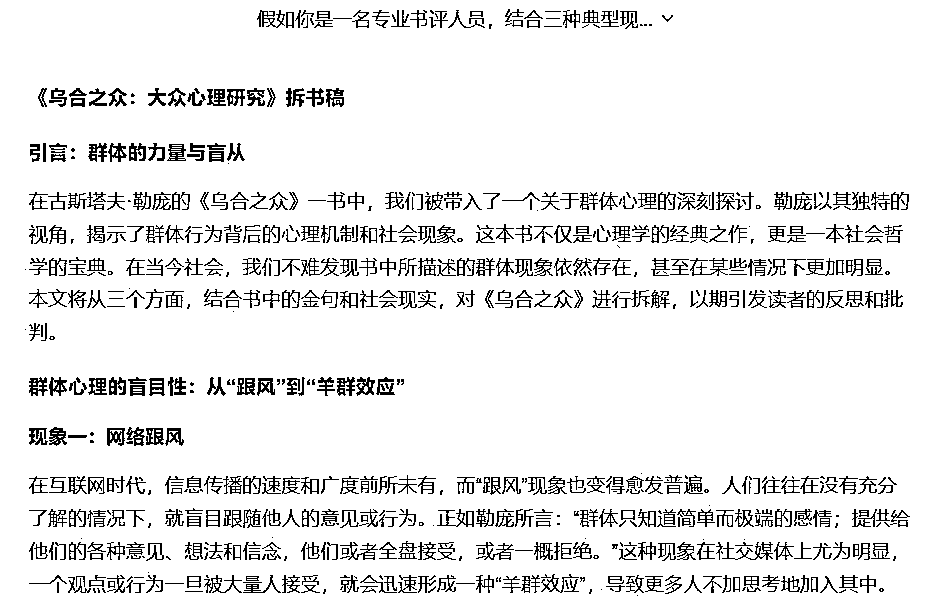 假如你是一名专业书评人员，结合三种典型现...
《乌合之众：大众心理研究》拆书稿
引言：群体的力量与盲从
在古斯塔夫·勒庞的《乌合之众》一书中，我们被带入了一个关于群体心理的深刻探讨。勒庞以其独特的
视角，揭示了群体行为背后的心理机制和社会现象。这本书不仅是心理学的经典之作，更是一本社会哲
学的宝典。在当今社会，我们不难发现书中所描述的群体现象依然存在，甚至在某些情况下更加明显。
本文将从三个方面，结合书中的金句和社会现实，对《乌合之众》进行拆解，以期引发读者的反思和批
判。
群体心理的盲目性：从“跟风”到“羊群效应”
现象一：网络跟风
在互联网时代，信息传播的速度和广度前所未有，而“跟风”现象也变得愈发普遍。人们往往在没有充分
了解的情况下，就盲目跟随他人的意见或行为。正如勒庞所言：“群体只知道简单而极端的感情；提供给
他们的各种意见、想法和信念，他们或者全盘接受，或者一概拒绝。”这种现象在社交媒体上尤为明显，
一个观点或行为一旦被大量人接受，就会迅速形成一种“羊群效应”，导致更多人不加思考地加入其中。